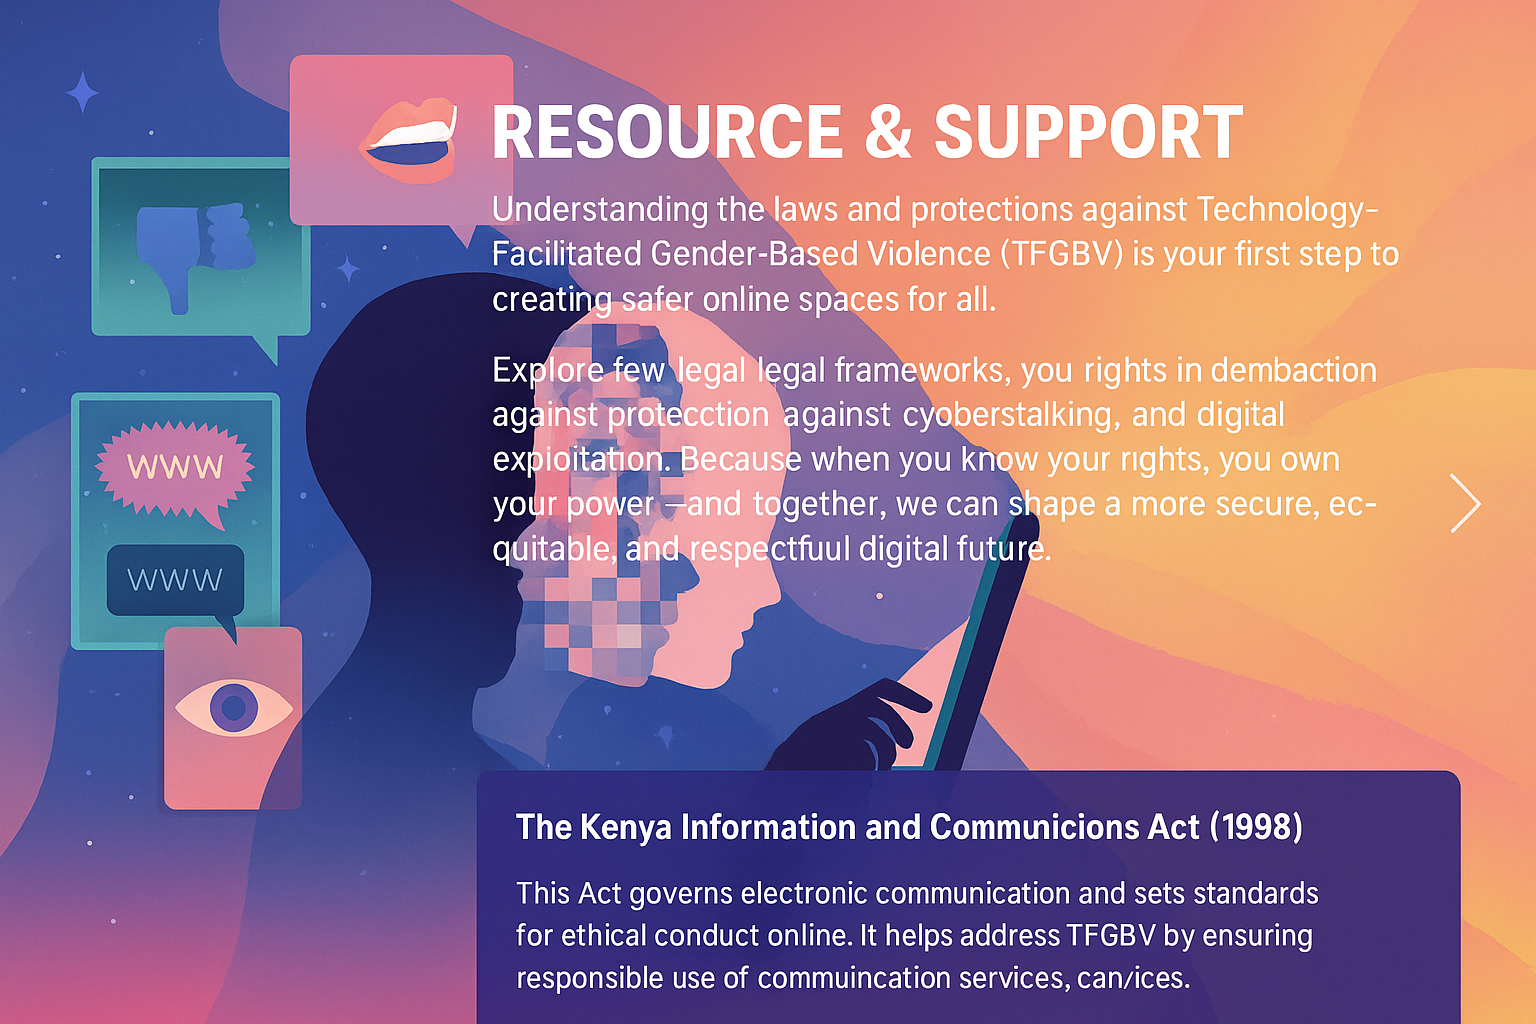 RESOURCE & SUPPORT
Understanding the laws and protections against Technology-
Facilitated Gender-Based Violence (TFGBV) is your first step to
creating safer online spaces for all.
Explore few legal legal frameworks, you rights in dembaction
against protecction against cyoberstalking, and digital
expioitation. Because when you know your rıghts, you own
your power —and together, we can shape a more secure, ec-
quitable, and respectfuul digital future.
WWW
WWW
The Kenya Information and Communicions Act (1998)
This Act governs electronic communication and sets standards
for ethical conduct online. It helps address TFGBV by ensuring
responsible use of commuincation services, can/ices.